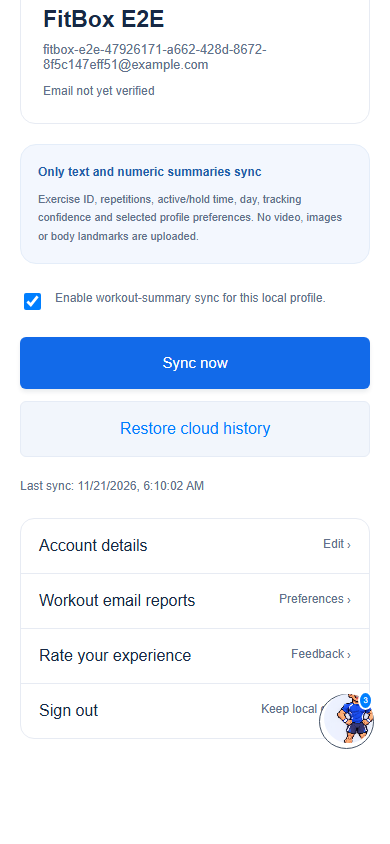 FitBox E2E
fitbox-e2e-47926171-a662-428d-8672-
8f5c147eff51@example.com
Email not yet verified
Only text and numeric summaries sync
Exercise ID, repetitions, active/hold time, day, tracking
confidence and selected profile preferences. No video, images
or body landmarks are uploaded.
Enable workout-summary sync for this local profile.
Sync now
Restore cloud history
Last sync: 11/21/2026, 6:10:02 AM
Account details Edit ›
Workout email reports Preferences ›
Rate your experience Feedback ›
3
Sign out Keep local